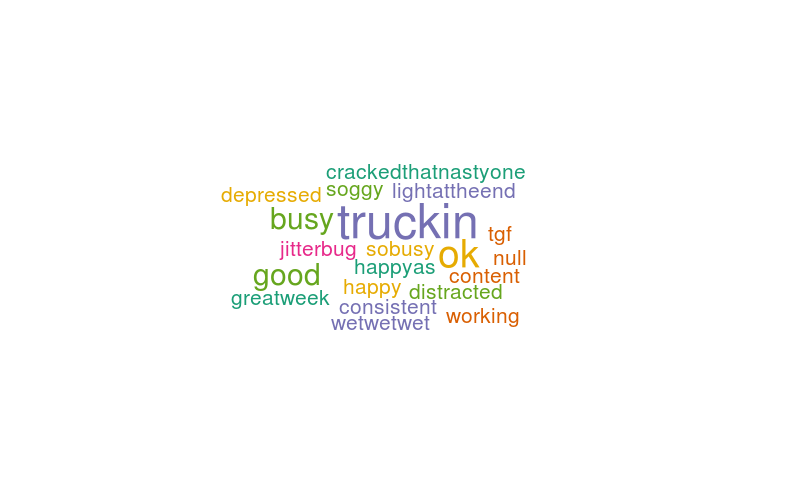 crackedthatnastyone
depressed soggy lightattheend
busy truckin
tgf
jitterbug sobusy ok null
good happyas content
greatweek happy distracted
consistent
wetwetwet working